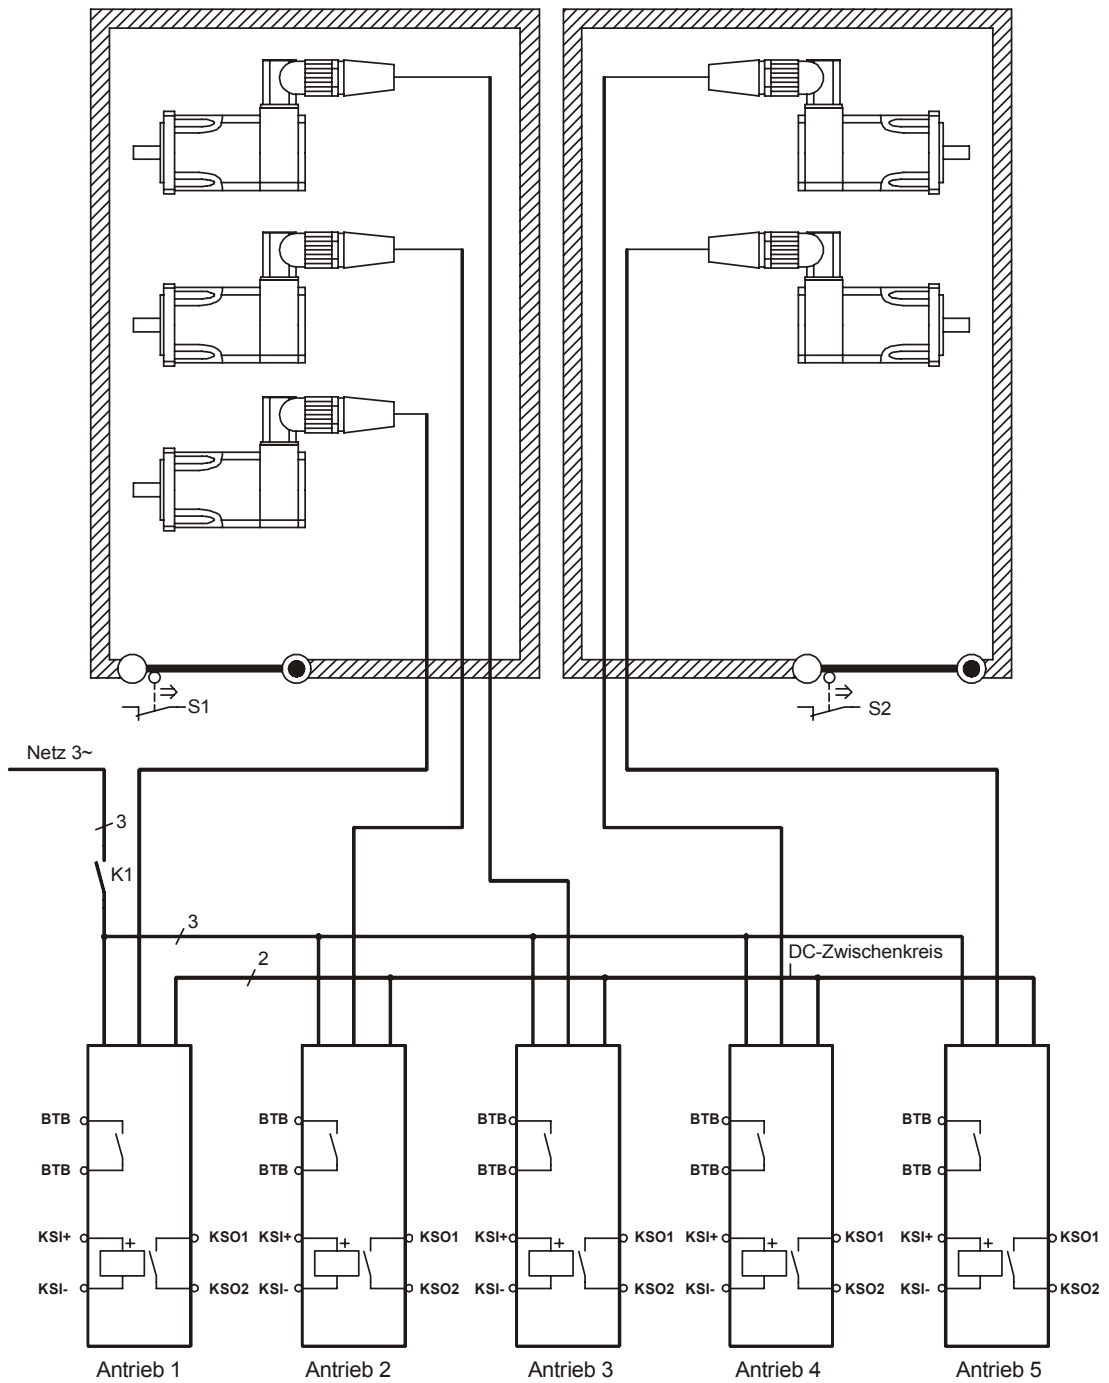 S1
S2
Netz 3~
3
K1
3
2
DC-Zwischenkreis
BTB BTB BTB BTB BTB
BTB BTB BTB BTB BTB
KSI+ + KSO1 KSI+ + KSO1 KSI+ + KSO1 KSI+ + KSO1 KSI+ + KSO1
KSI- KSO2 KSI- KSO2 KSI- KSO2 KSI- KSO2 KSI- KSO2
Antrieb 1 Antrieb 2 Antrieb 3 Antrieb 4 Antrieb 5